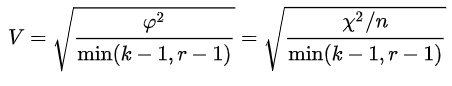 V = √(φ² / min(k − 1, r − 1)) = √(χ²/n / min(k − 1, r − 1))